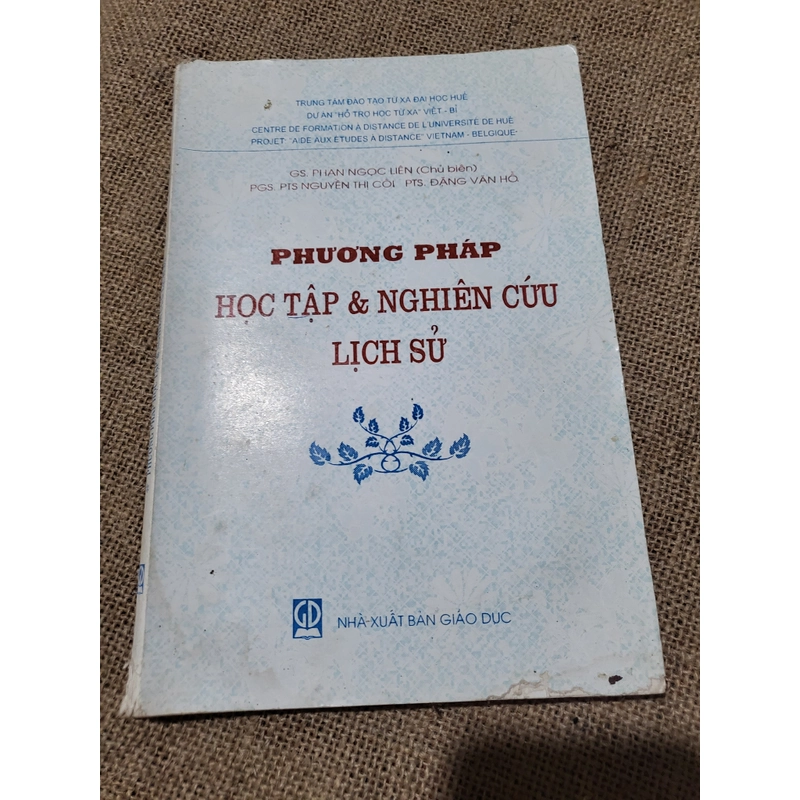 TRUNG TÂM ĐÀO TẠO TỪ XA ĐẠI HỌC HUẾ
DỰ ÁN "HỖ TRỢ HỌC TỪ XA" VIỆT - BỈ
CENTRE DE FORMATION À DISTANCE DE L'UNIVERSITÉ DE HUÉ
PROJET "AIDE AUX ÉTUDES À DISTANCE" VIETNAM - BELGIQUE
GS. PHAN NGỌC LIÊN (Chủ biên)
PGS. PTS NGUYỄN THỊ CÔI PTS. ĐẶNG VĂN HỒ
PHƯƠNG PHÁP
HỌC TẬP & NGHIÊN CỨU
LỊCH SỬ
GD NHÀ XUẤT BẢN GIÁO DỤC